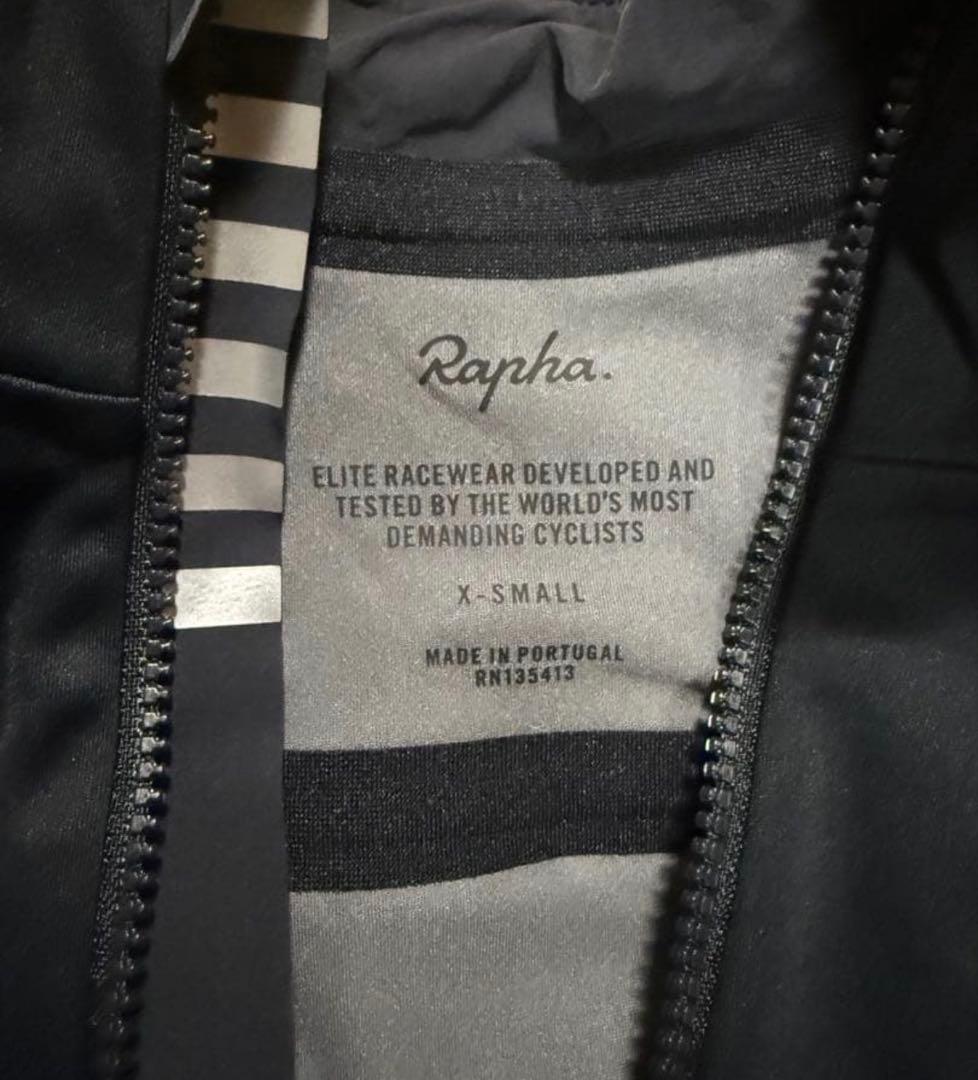 Rapha.
ELITE RACEWEAR DEVELOPED AND
TESTED BY THE WORLD'S MOST
DEMANDING CYCLISTS
X-SMALL
MADE IN PORTUGAL
RN135413